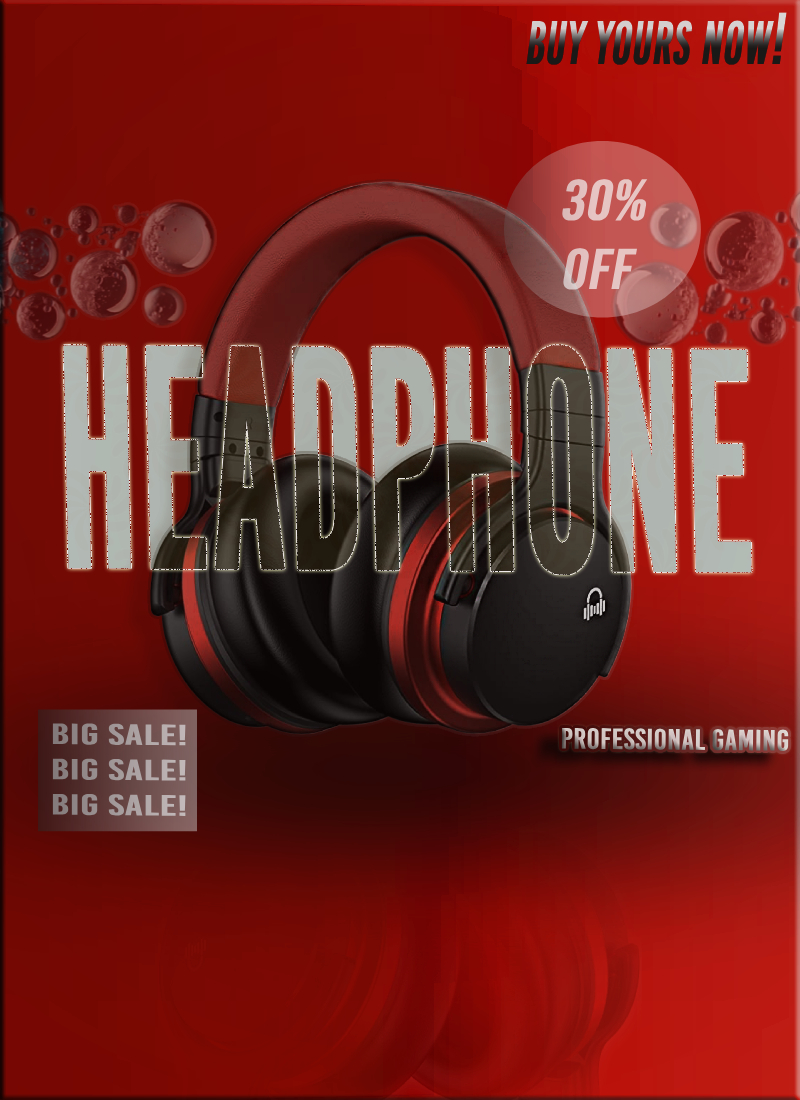 BUY YOURS NOW!
30%
OFF
HEADPHONE
BIG SALE!
BIG SALE!
BIG SALE!
PROFESSIONAL GAMING